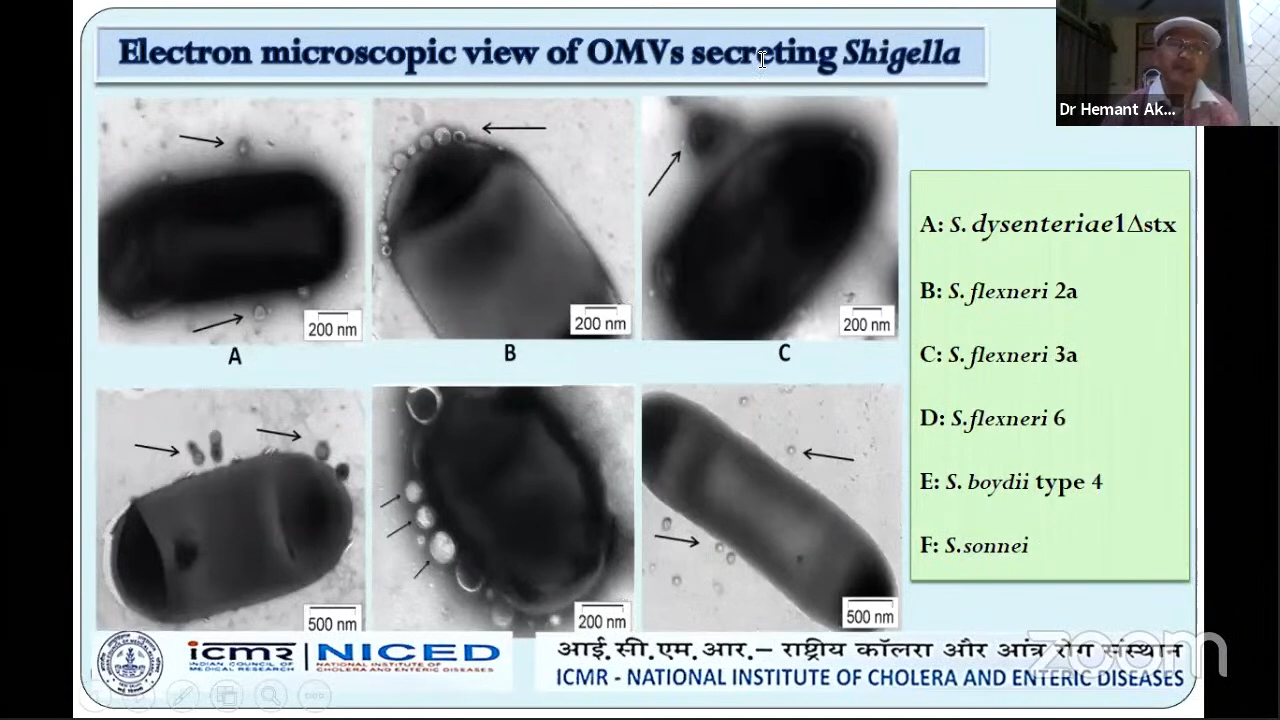 Electron microscopic view of OMVs secreting Shigella
Dr Hemant Ak...
200 nm
200 nm
200 nm
A
B
C
A: S. dysenteriae1Δstx
B: S. flexneri 2a
C: S. flexneri 3a
D: S.flexneri 6
E: S. boydii type 4
F: S.sonnei
500 nm
200 nm
500 nm
icmr
INDIAN COUNCIL OF
MEDICAL RESEARCH
NICED
NATIONAL INSTITUTE OF
CHOLERA AND ENTERIC DISEASES
आई.सी.एम.आर.– राष्ट्रीय कॉलरा और आंत्र रोग संस्थान
ICMR - NATIONAL INSTITUTE OF CHOLERA AND ENTERIC DISEASES
zoom